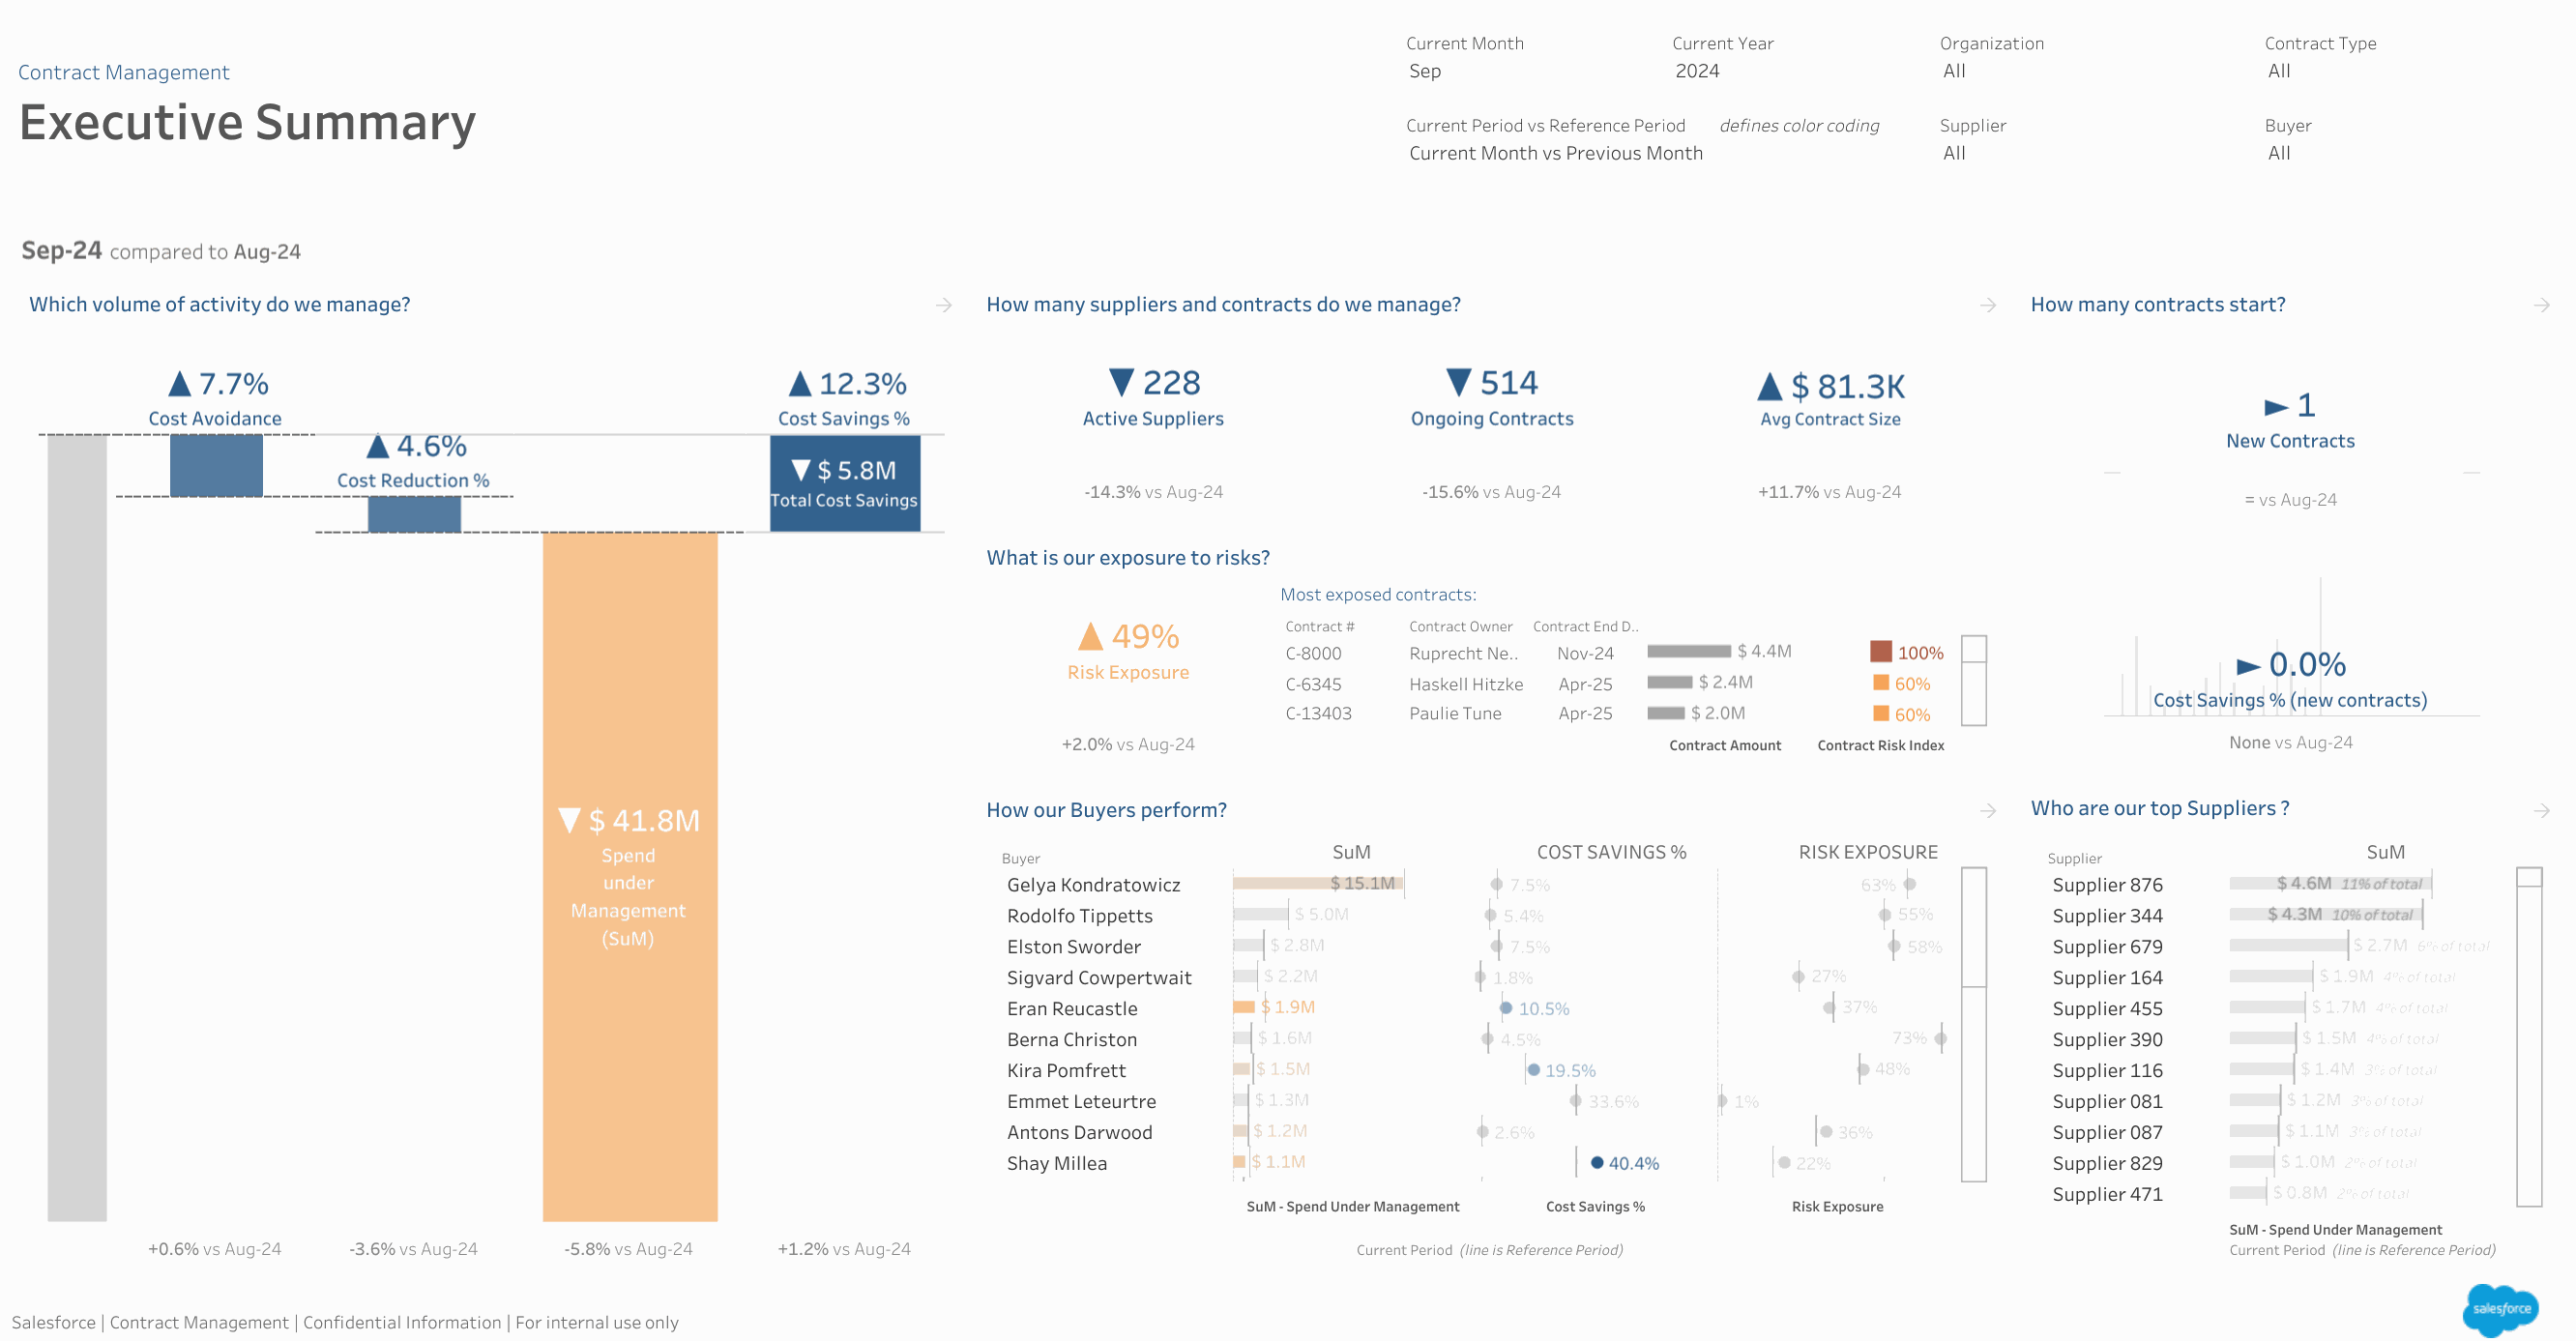 Contract Management
Executive Summary
Current Month
Sep
Current Year
2024
Organization
All
Contract Type
All
Current Period vs Reference Period defines color coding
Current Month vs Previous Month
Supplier
All
Buyer
All
Sep-24 compared to Aug-24
Which volume of activity do we manage? →
▲ 7.7%
Cost Avoidance
▲ 4.6%
Cost Reduction %
▲ 12.3%
Cost Savings %
▼ $ 5.8M
Total Cost Savings
▼ $ 41.8M
Spend
under
Management
(SuM)
+0.6% vs Aug-24
-3.6% vs Aug-24
-5.8% vs Aug-24
+1.2% vs Aug-24
How many suppliers and contracts do we manage? →
▼ 228
Active Suppliers
-14.3% vs Aug-24
▼ 514
Ongoing Contracts
-15.6% vs Aug-24
▲ $ 81.3K
Avg Contract Size
+11.7% vs Aug-24
How many contracts start? →
► 1
New Contracts
= vs Aug-24
► 0.0%
Cost Savings % (new contracts)
None vs Aug-24
What is our exposure to risks?
▲ 49%
Risk Exposure
+2.0% vs Aug-24
Most exposed contracts:
Contract # Contract Owner Contract End D..
C-8000 Ruprecht Ne.. Nov-24 $ 4.4M 100%
C-6345 Haskell Hitzke Apr-25 $ 2.4M 60%
C-13403 Paulie Tune Apr-25 $ 2.0M 60%
Contract Amount Contract Risk Index
How our Buyers perform? →
Buyer SuM COST SAVINGS % RISK EXPOSURE
Gelya Kondratowicz $ 15.1M 7.5% 63%
Rodolfo Tippetts $ 5.0M 5.4% 55%
Elston Sworder $ 2.8M 7.5% 58%
Sigvard Cowpertwait $ 2.2M 1.8% 27%
Eran Reucastle $ 1.9M 10.5% 37%
Berna Christon $ 1.6M 4.5% 73%
Kira Pomfrett $ 1.5M 19.5% 48%
Emmet Leteurtre $ 1.3M 33.6% 1%
Antons Darwood $ 1.2M 2.6% 36%
Shay Millea $ 1.1M 40.4% 22%
SuM - Spend Under Management Cost Savings % Risk Exposure
Current Period (line is Reference Period)
Who are our top Suppliers ? →
Supplier SuM
Supplier 876 $ 4.6M 11% of total
Supplier 344 $ 4.3M 10% of total
Supplier 679 $ 2.7M 6% of total
Supplier 164 $ 1.9M 4% of total
Supplier 455 $ 1.7M 4% of total
Supplier 390 $ 1.5M 4% of total
Supplier 116 $ 1.4M 3% of total
Supplier 081 $ 1.2M 3% of total
Supplier 087 $ 1.1M 3% of total
Supplier 829 $ 1.0M 2% of total
Supplier 471 $ 0.8M 2% of total
SuM - Spend Under Management
Current Period (line is Reference Period)
Salesforce | Contract Management | Confidential Information | For internal use only
salesforce